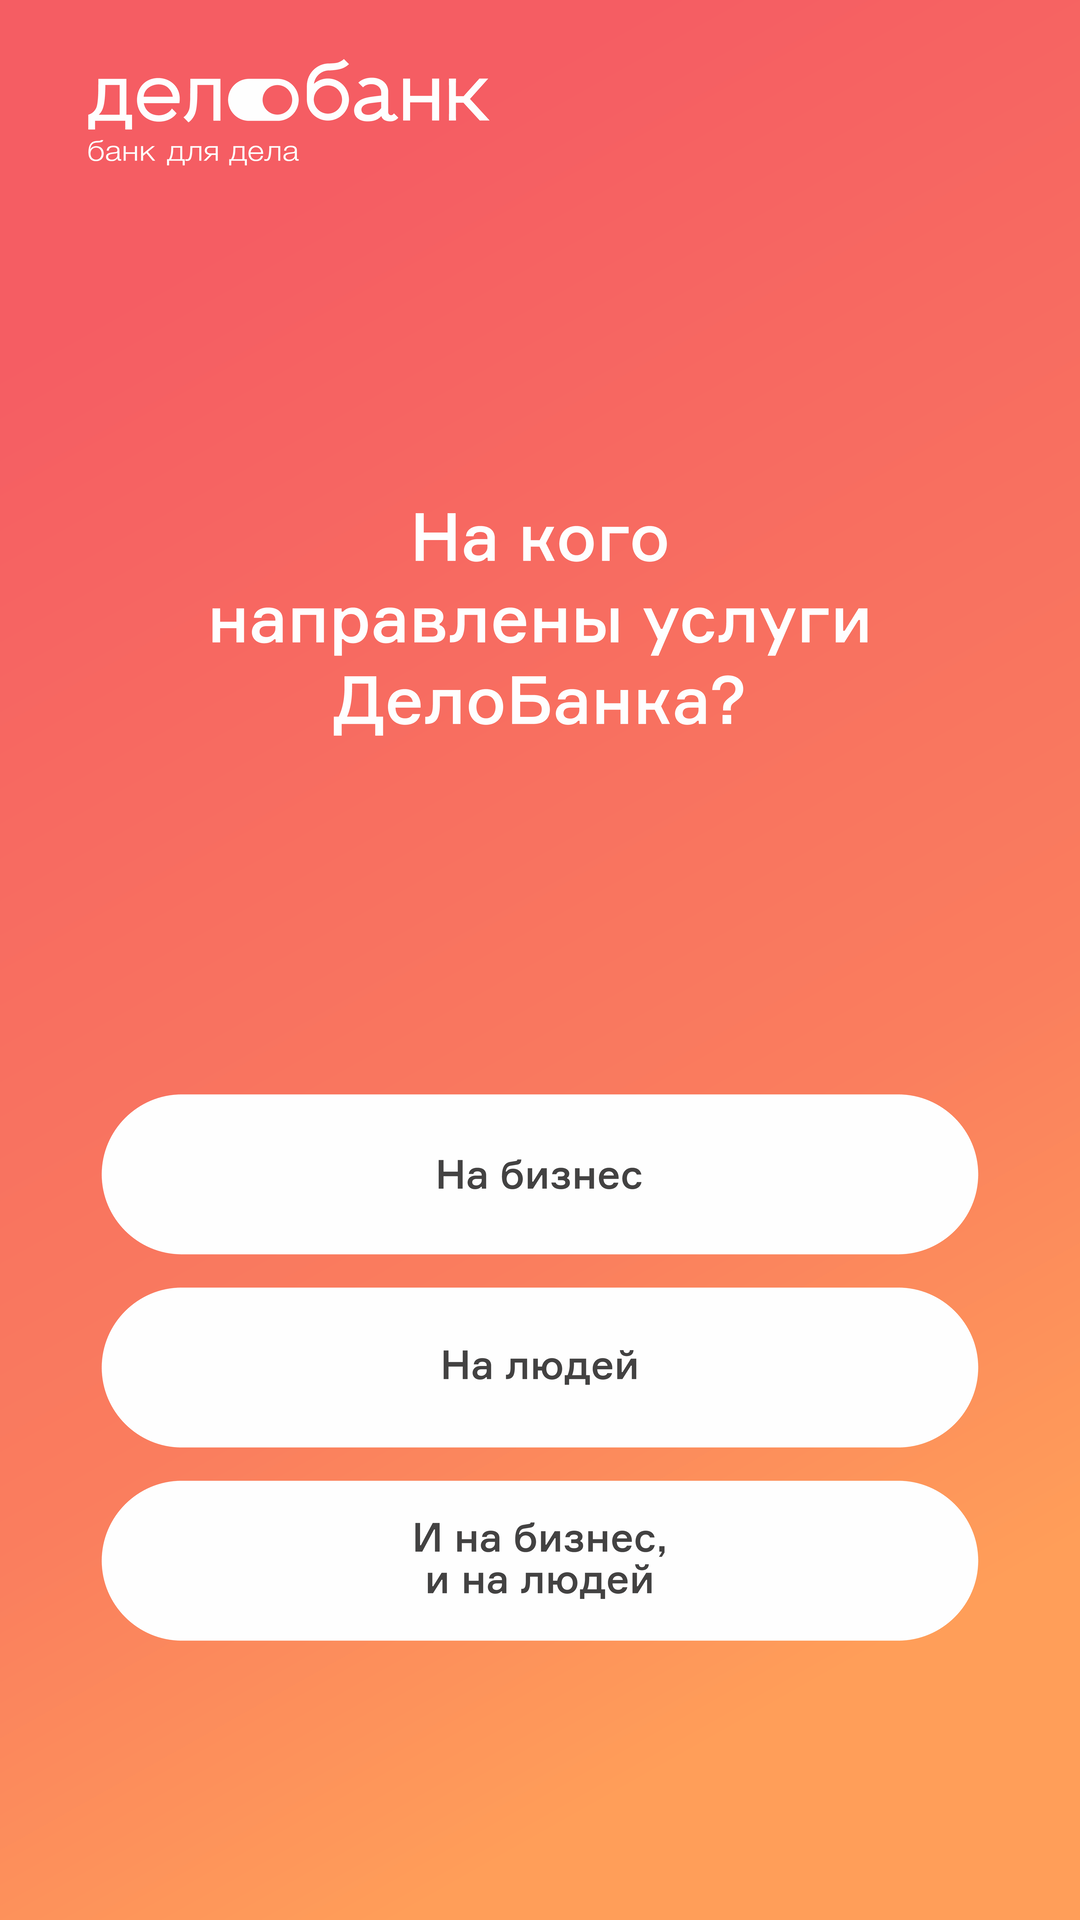 делобанк
банк для дела
На кого
направлены услуги
ДелоБанка?
На бизнес
На людей
И на бизнес,
и на людей